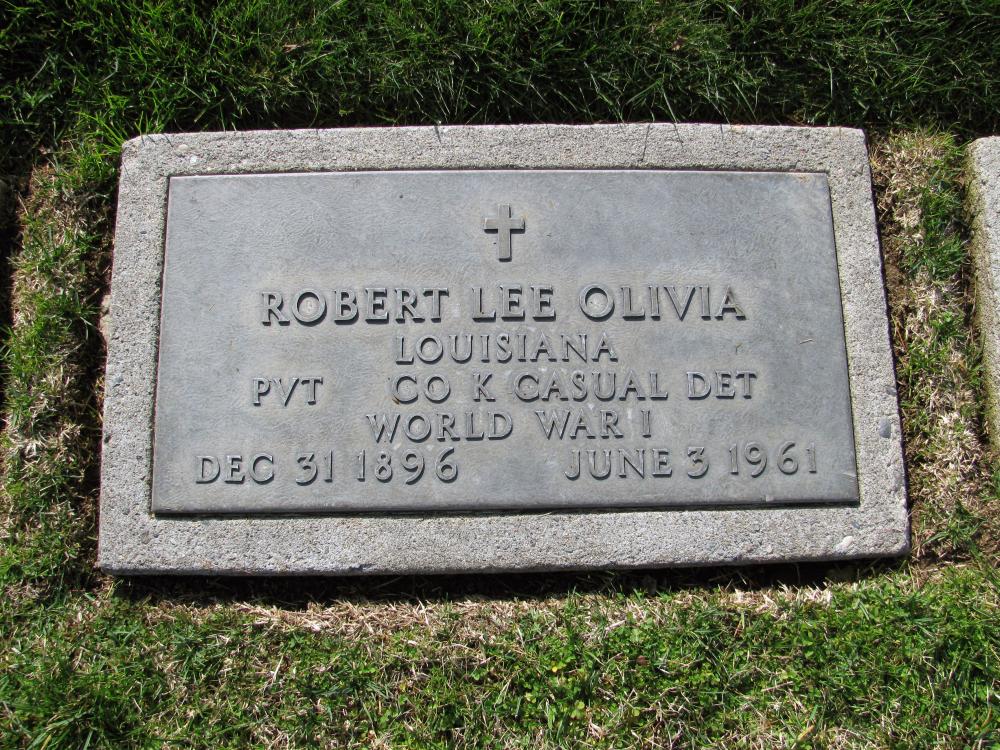 ROBERT LEE OLIVIA
LOUISIANA
PVT CO K CASUAL DET
WORLD WAR I
DEC 31 1896 JUNE 3 1961